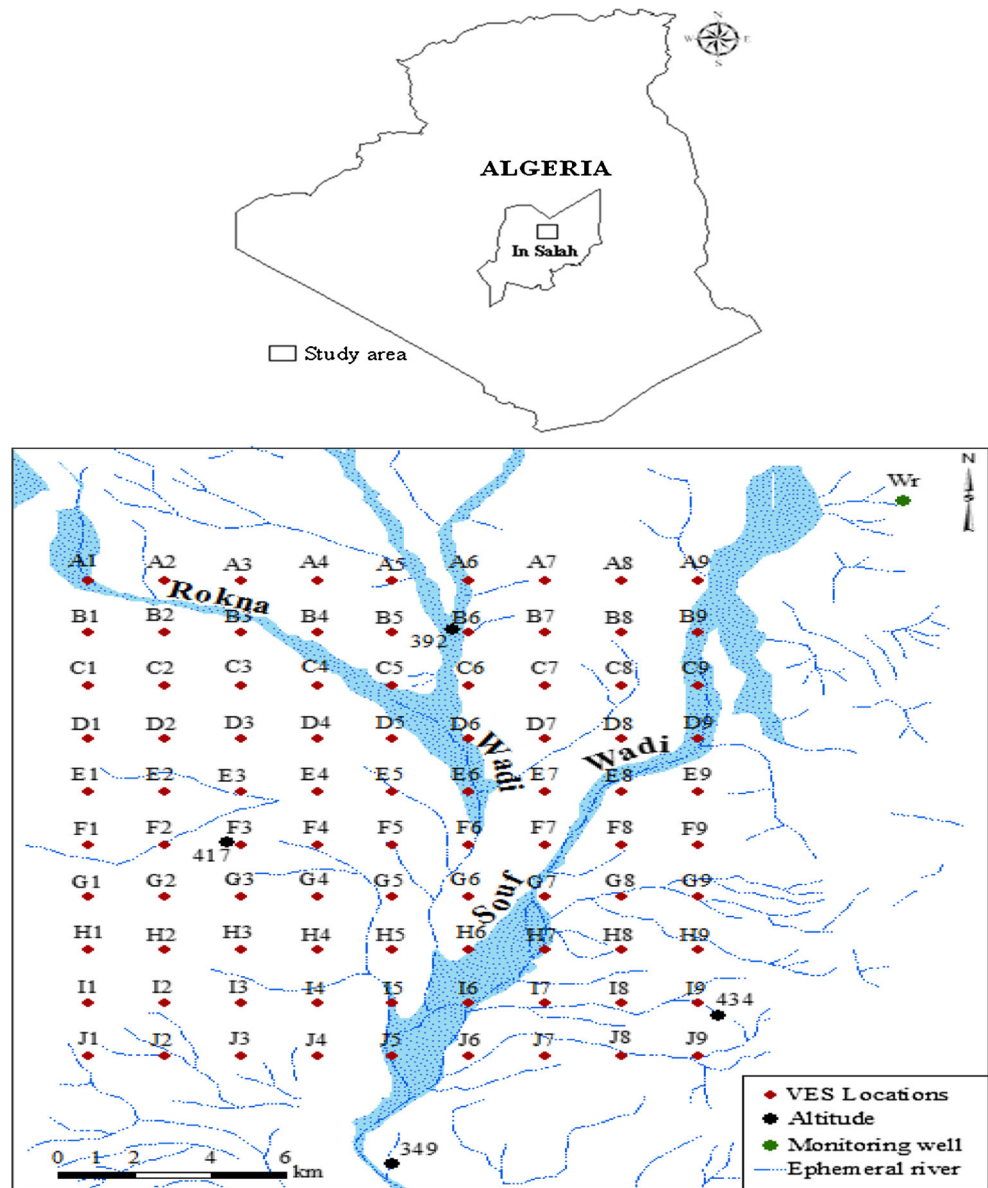 N
W E
S
ALGERIA
In Salah
Study area
N
S
Wr
A1 A2 A3 A4 A5 A6 A7 A8 A9
Rokna
B1 B2 B3 B4 B5 B6 B7 B8 B9
392
C1 C2 C3 C4 C5 C6 C7 C8 C9
D1 D2 D3 D4 D5 D6 D7 D8 D9
Wadi
Wadi
E1 E2 E3 E4 E5 E6 E7 E8 E9
F1 F2 F3 F4 F5 F6 F7 F8 F9
417
G1 G2 G3 G4 G5 G6 G7 G8 G9
Souf
H1 H2 H3 H4 H5 H6 H7 H8 H9
I1 I2 I3 I4 I5 I6 I7 I8 I9
434
J1 J2 J3 J4 J5 J6 J7 J8 J9
349
0 1 2 4 6
km
VES Locations
Altitude
Monitoring well
Ephemeral river